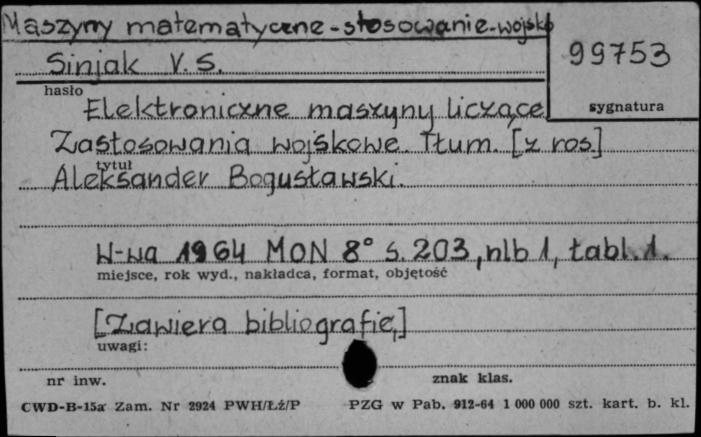 Maszyny matematyczne - stosowanie - wojsko
99753
Sinjak V. S.
hasło
Elektroniczne maszyny liczące
sygnatura
Zastosowania wojskowe. Tłum. [z ros.]
tytuł
Aleksander Bogusławski.
W-wa 1964 MON 8° s. 203, nlb 1, tabl. 1.
miejsce, rok wyd., nakładca, format, objętość
[Zawiera bibliografię]
uwagi:
nr inw.
znak klas.
CWD-B-15a Zam. Nr 2924 PWH/Łź/P PZG w Pab. 912-64 1 000 000 szt. kart. b. kl.